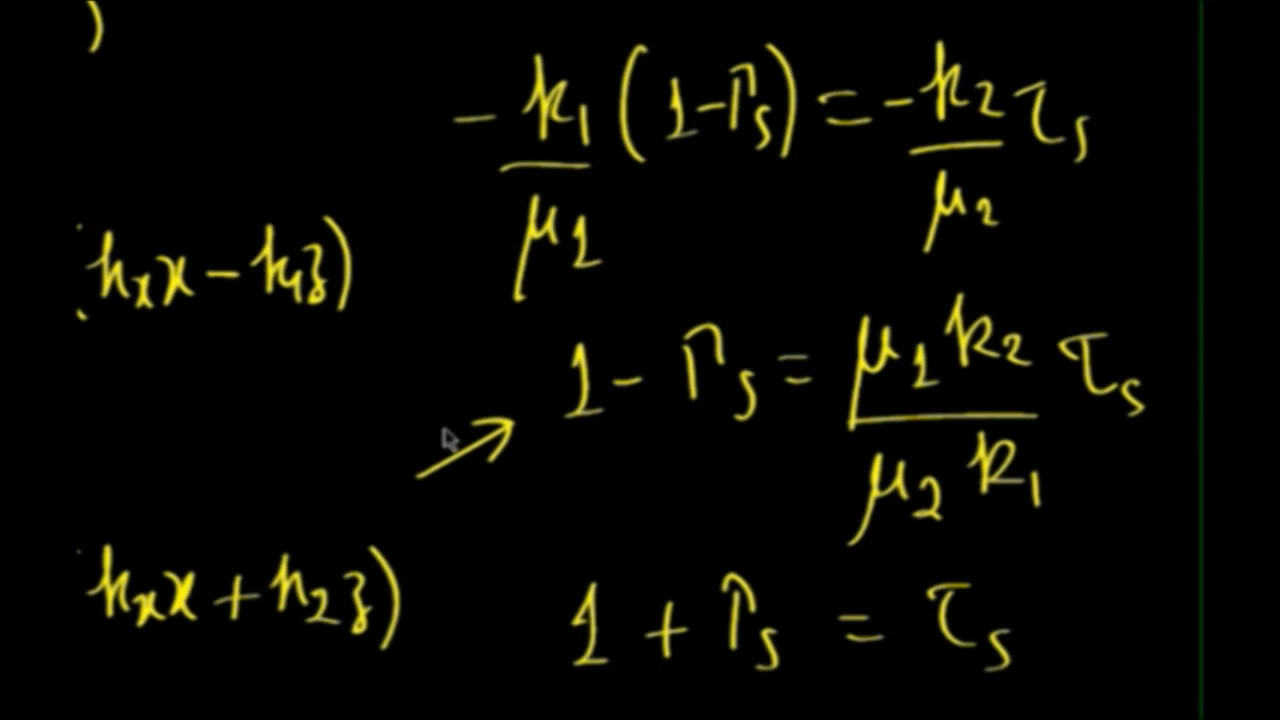 )
-k₁/μ₁ (1-Γₛ) = -k₂/μ₂ τₛ
kₓx - k₁z)
1 - Γₛ = μ₁k₂/μ₂k₁ τₛ
kₓx + k₂z)
1 + Γₛ = τₛ